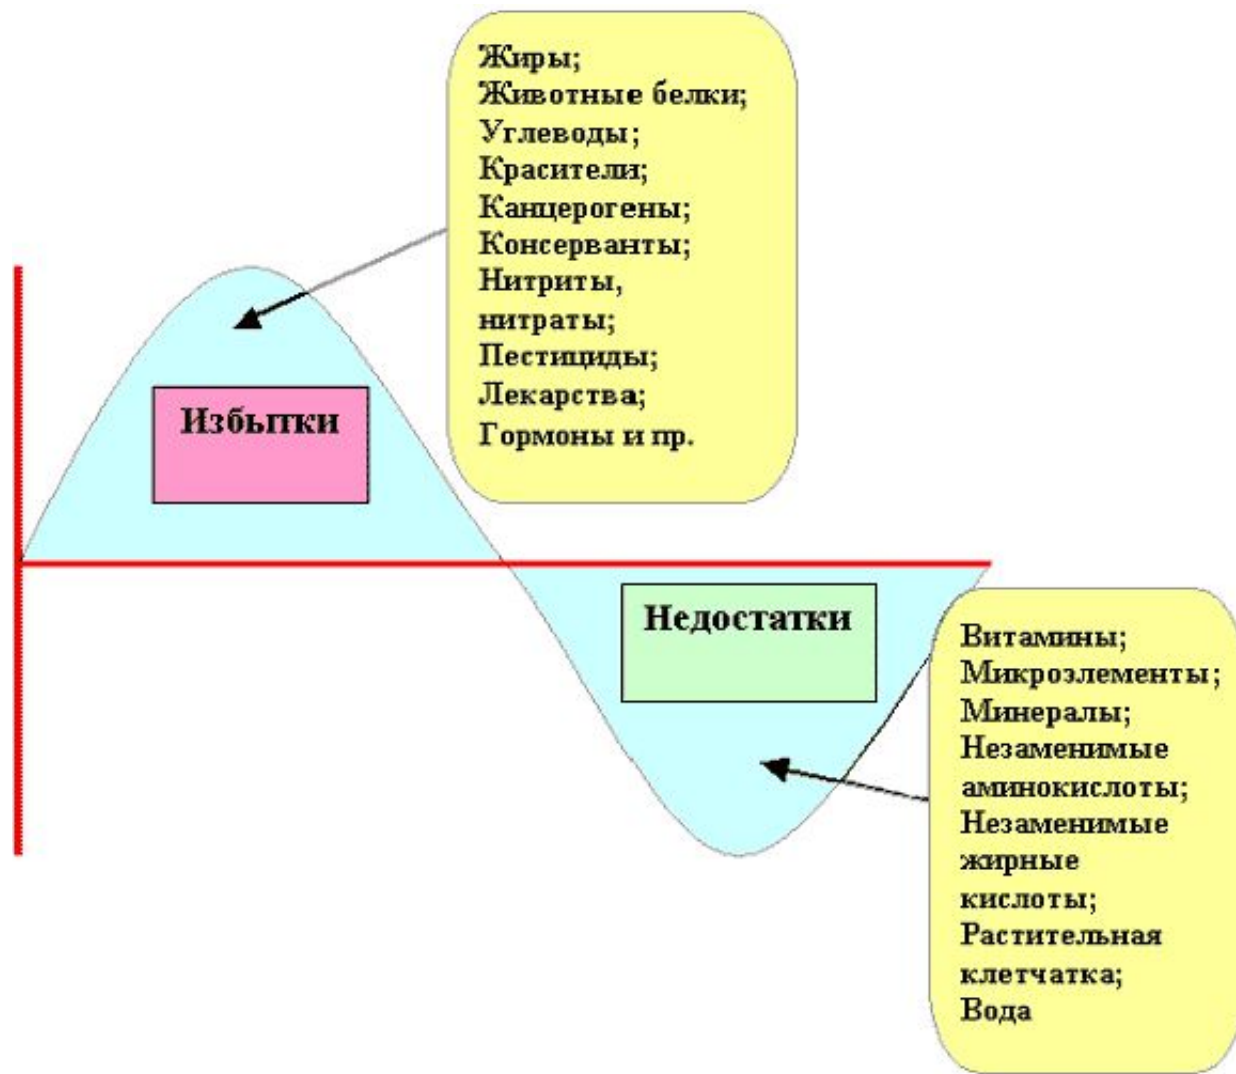 Жиры;
Животные белки;
Углеводы;
Красители;
Канцерогены;
Консерванты;
Нитриты,
нитраты;
Пестициды;
Лекарства;
Гормоны и пр.
Избытки
Недостатки
Витамины;
Микроэлементы;
Минералы;
Незаменимые
аминокислоты;
Незаменимые
жирные
кислоты;
Растительная
клетчатка;
Вода